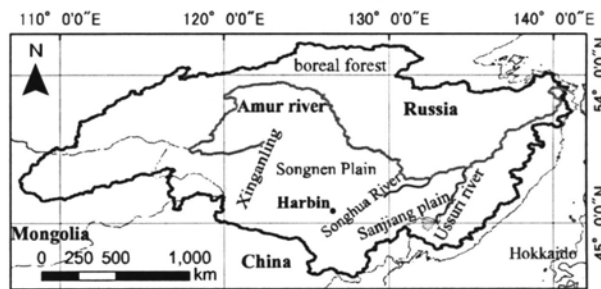 110° 0′0″E 120° 0′0″E 130° 0′0″E 140° 0′0″E
N
boreal forest
54° 0′0″N
Amur river
Russia
Xinganling
Songnen Plain
Harbin
Songhua River
Sanjiang plain
Ussuri river
45° 0′0″N
Mongolia
Hokkaido
0 250 500 1,000
km
China